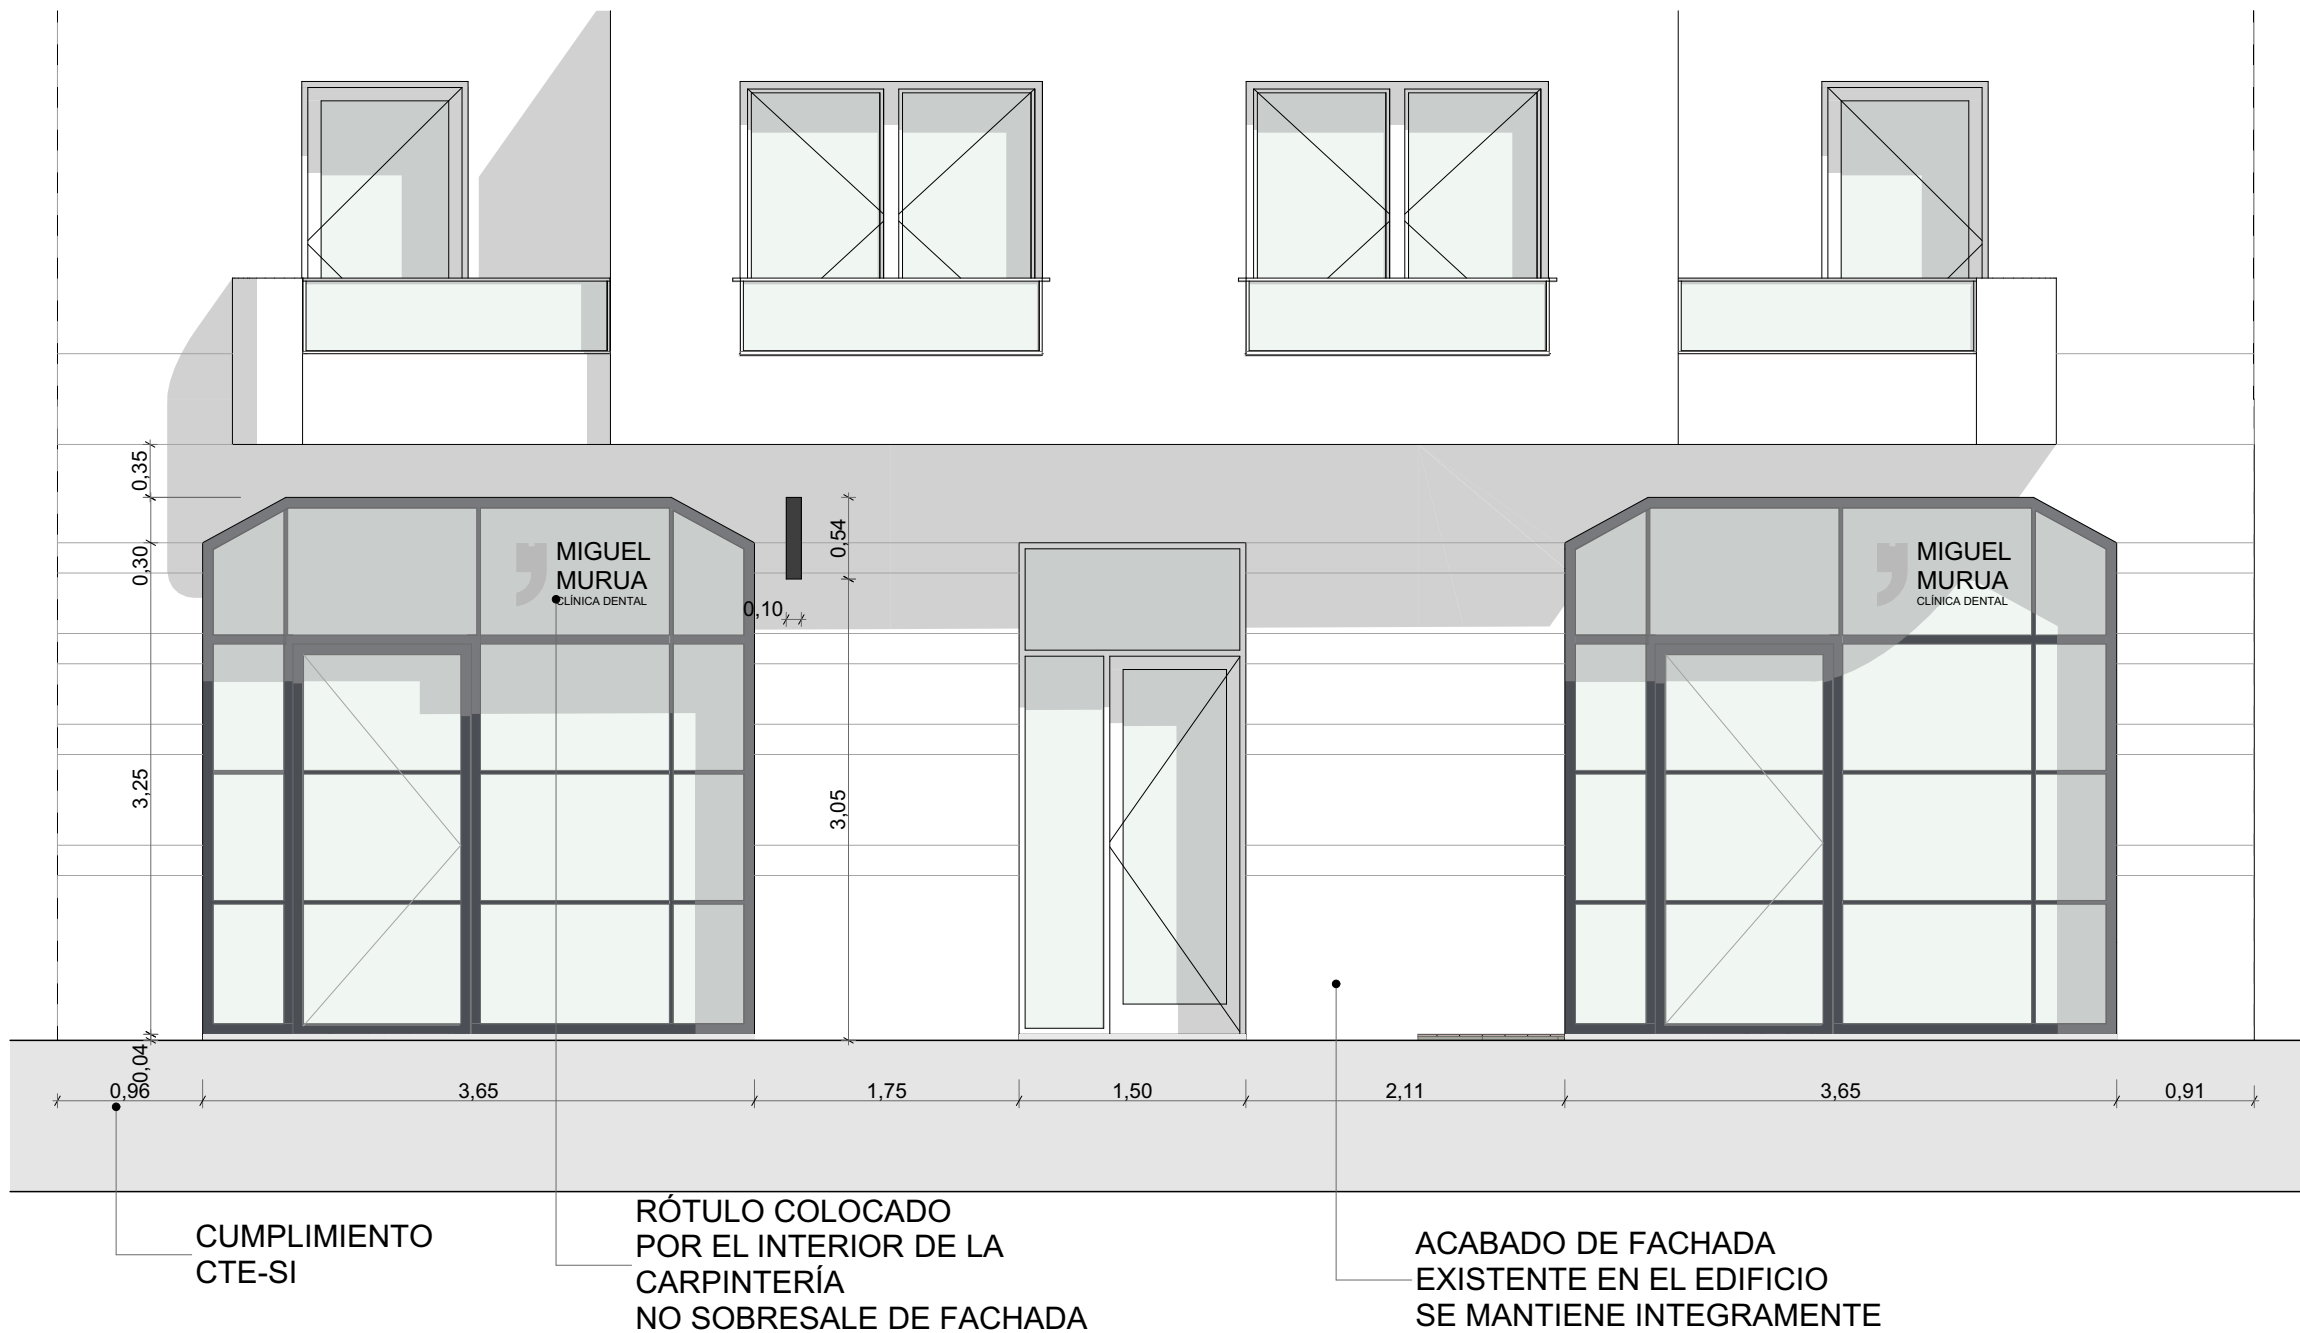 0,35
0,30
3,25
0,04
0,54
0,10
3,05
MIGUEL
MURUA
CLÍNICA DENTAL
MIGUEL
MURUA
CLÍNICA DENTAL
0,96
3,65
1,75
1,50
2,11
3,65
0,91
CUMPLIMIENTO
CTE-SI
RÓTULO COLOCADO
POR EL INTERIOR DE LA
CARPINTERÍA
NO SOBRESALE DE FACHADA
ACABADO DE FACHADA
EXISTENTE EN EL EDIFICIO
SE MANTIENE INTEGRAMENTE